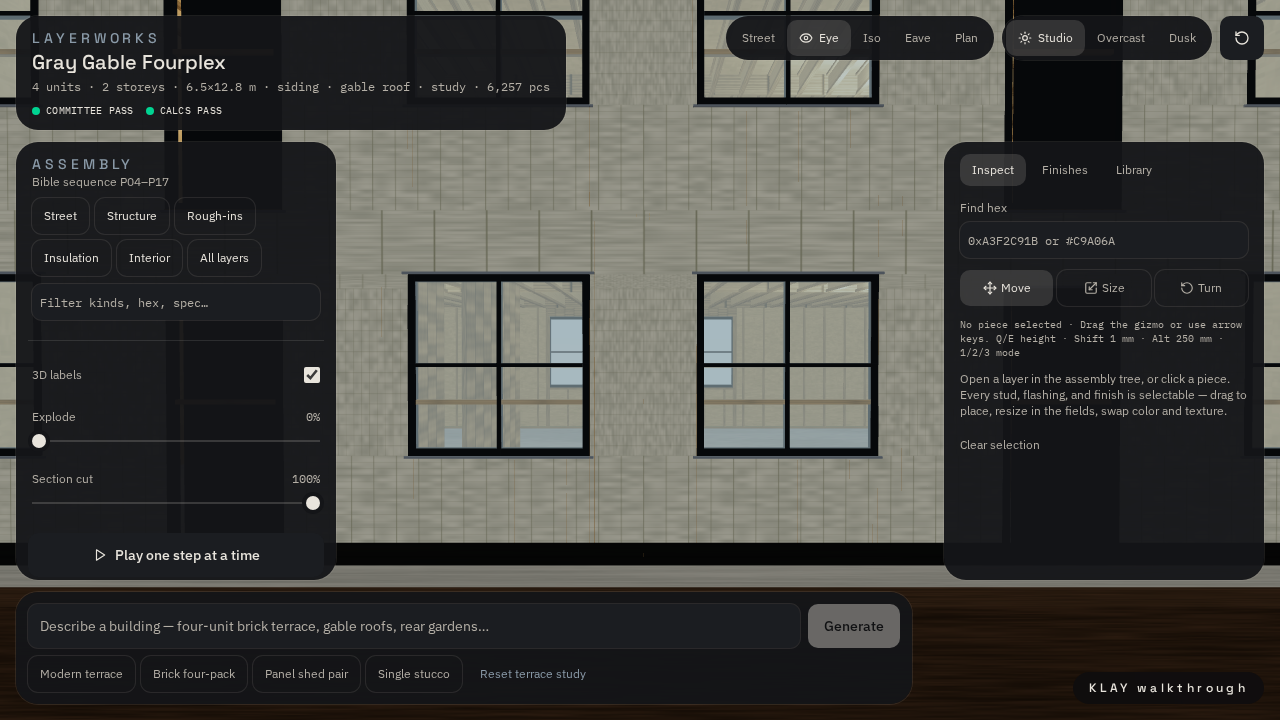 LAYERWORKS
Gray Gable Fourplex
4 units · 2 storeys · 6.5×12.8 m · siding · gable roof · study · 6,257 pcs
COMMITTEE PASS CALCS PASS
Street Eye Iso Eave Plan
Studio Overcast Dusk
ASSEMBLY
Bible sequence P04–P17
Street Structure Rough-ins
Insulation Interior All layers
Filter kinds, hex, spec…
3D labels
Explode 0%
Section cut 100%
Play one step at a time
Inspect Finishes Library
Find hex
0xA3F2C91B or #C9A06A
Move Size Turn
No piece selected · Drag the gizmo or use arrow
keys. Q/E height · Shift 1 mm · Alt 250 mm ·
1/2/3 mode
Open a layer in the assembly tree, or click a piece.
Every stud, flashing, and finish is selectable — drag to
place, resize in the fields, swap color and texture.
Clear selection
Describe a building — four-unit brick terrace, gable roofs, rear gardens…
Generate
Modern terrace Brick four-pack Panel shed pair Single stucco Reset terrace study
KLAY walkthrough